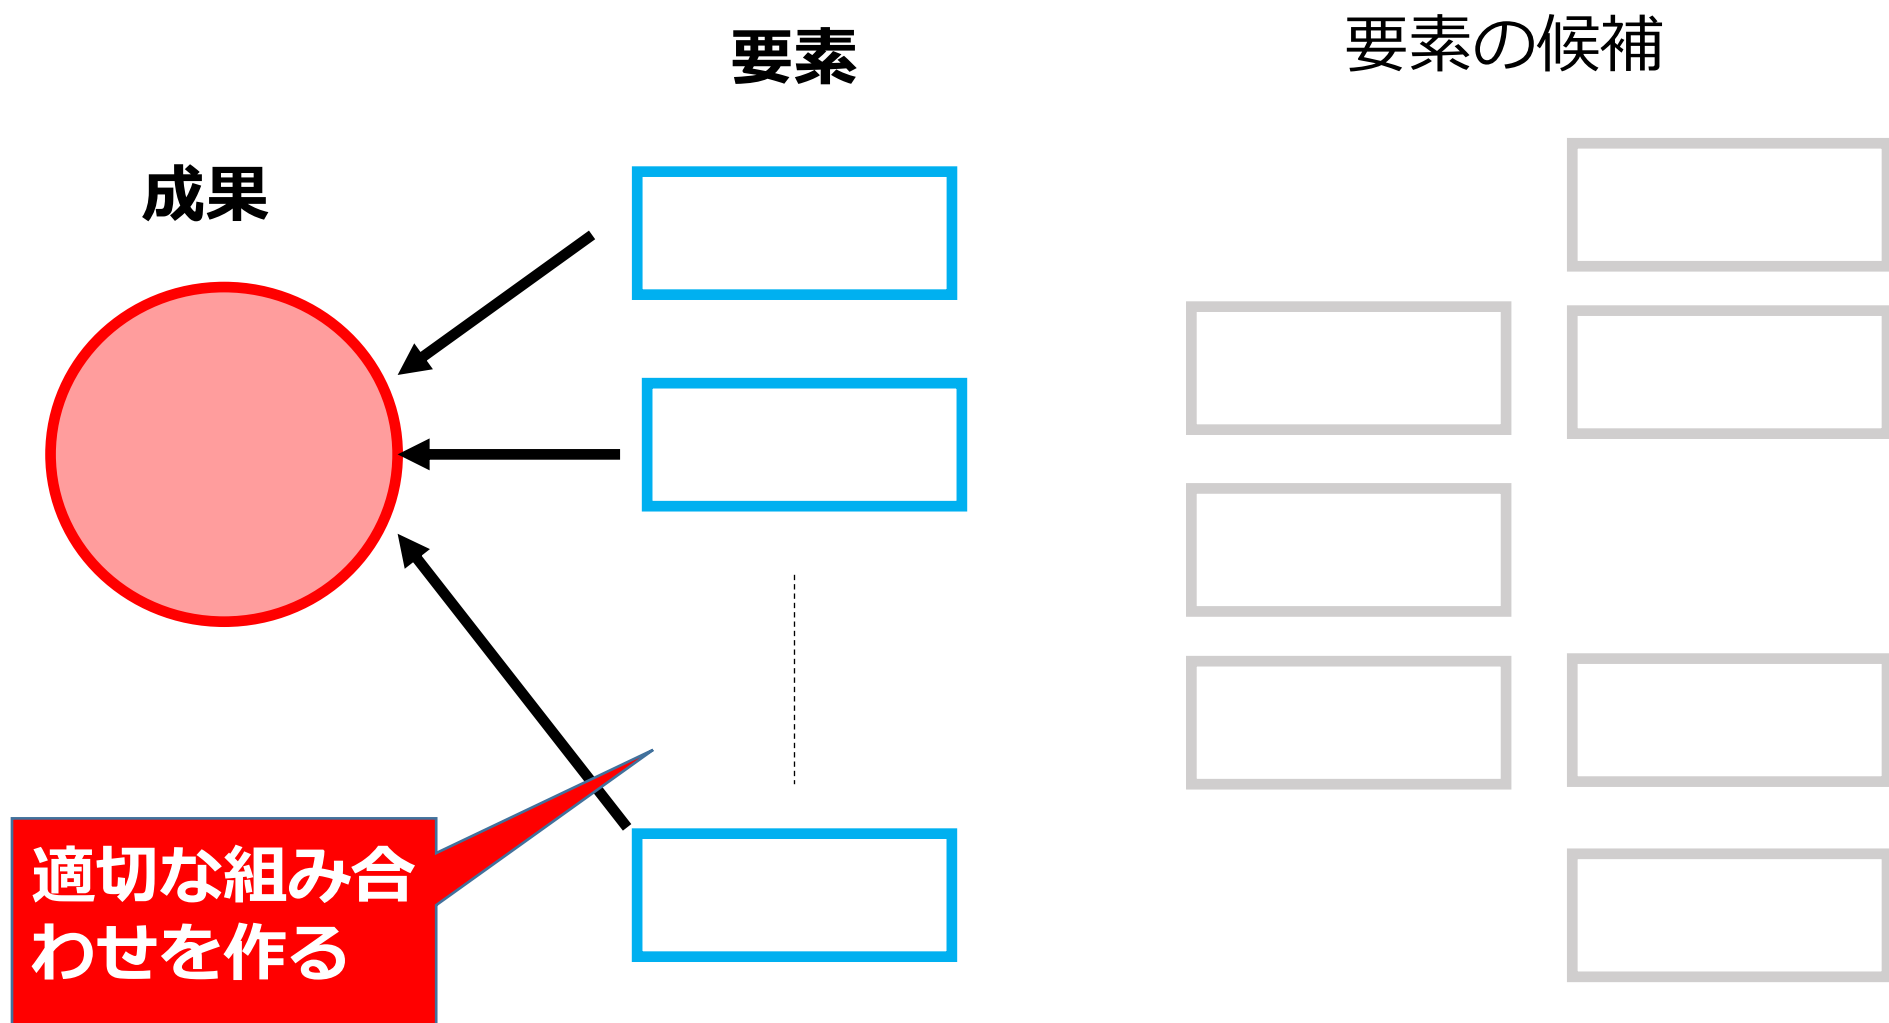 要素
要素の候補
成果
適切な組み合
わせを作る